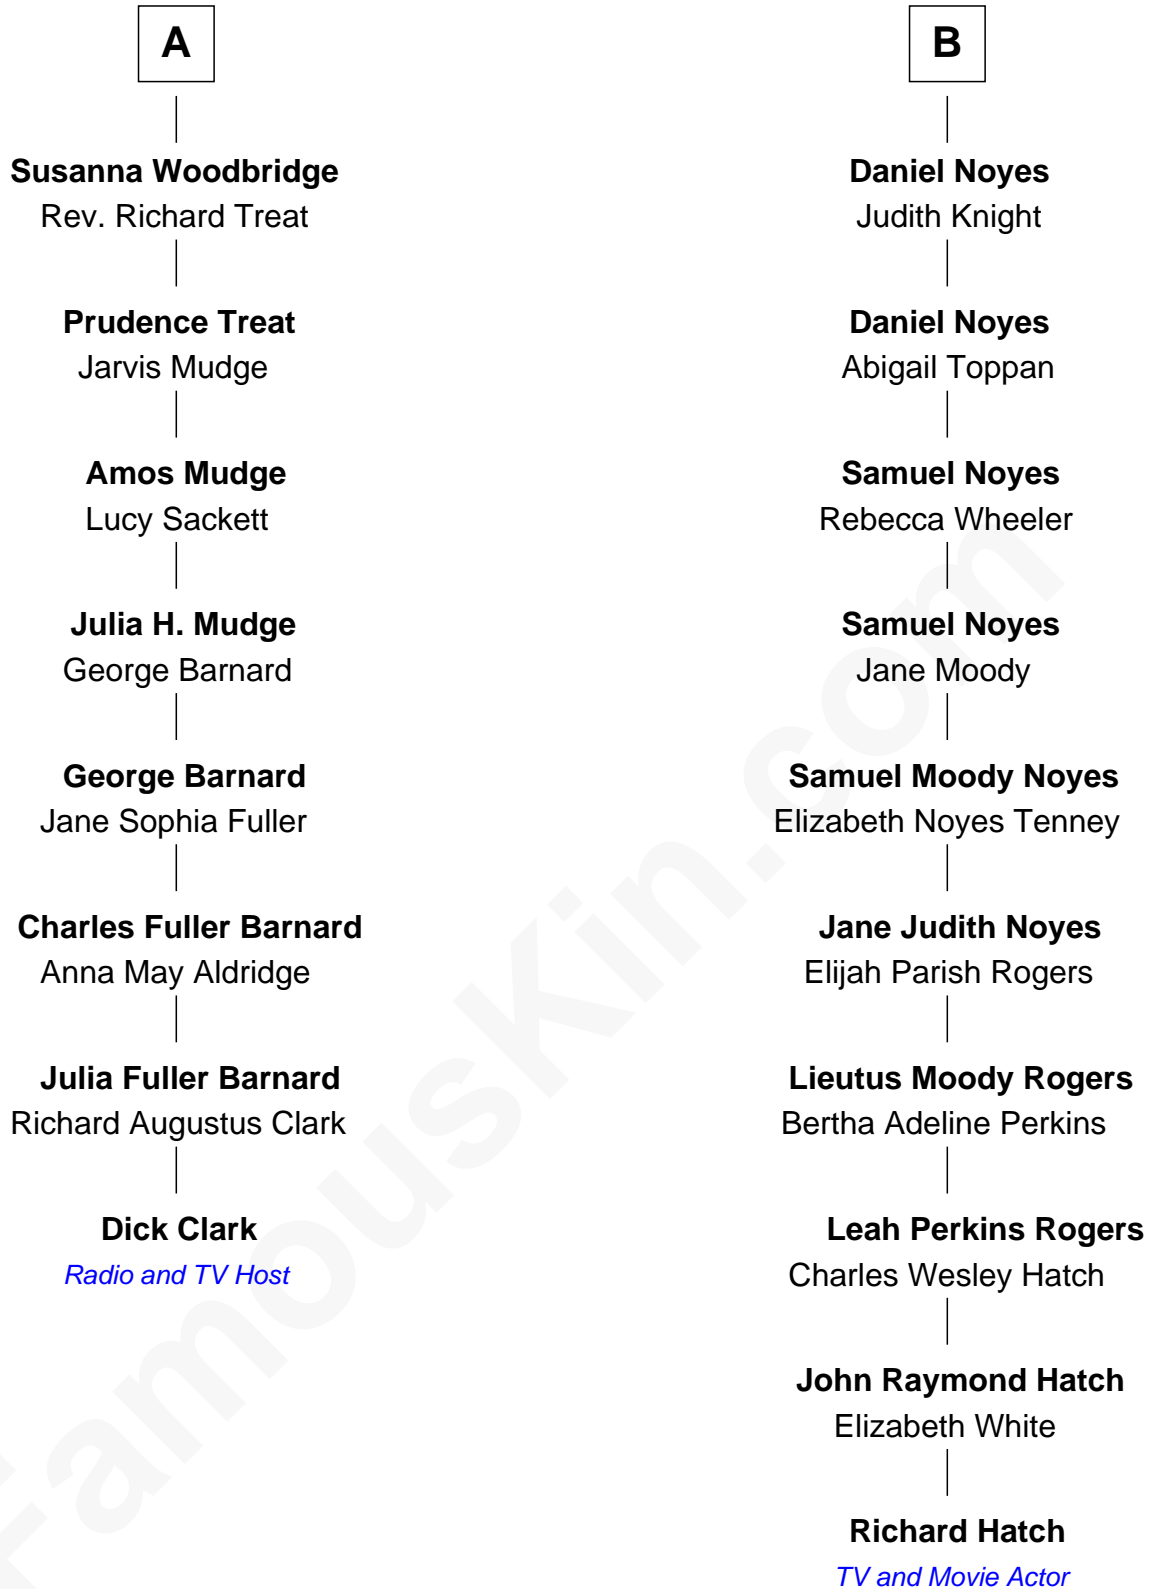 A
Susanna Woodbridge
Rev. Richard Treat
Prudence Treat
Jarvis Mudge
Amos Mudge
Lucy Sackett
Julia H. Mudge
George Barnard
George Barnard
Jane Sophia Fuller
Charles Fuller Barnard
Anna May Aldridge
Julia Fuller Barnard
Richard Augustus Clark
Dick Clark
Radio and TV Host
B
Daniel Noyes
Judith Knight
Daniel Noyes
Abigail Toppan
Samuel Noyes
Rebecca Wheeler
Samuel Noyes
Jane Moody
Samuel Moody Noyes
Elizabeth Noyes Tenney
Jane Judith Noyes
Elijah Parish Rogers
Lieutus Moody Rogers
Bertha Adeline Perkins
Leah Perkins Rogers
Charles Wesley Hatch
John Raymond Hatch
Elizabeth White
Richard Hatch
TV and Movie Actor
FamousKin.com